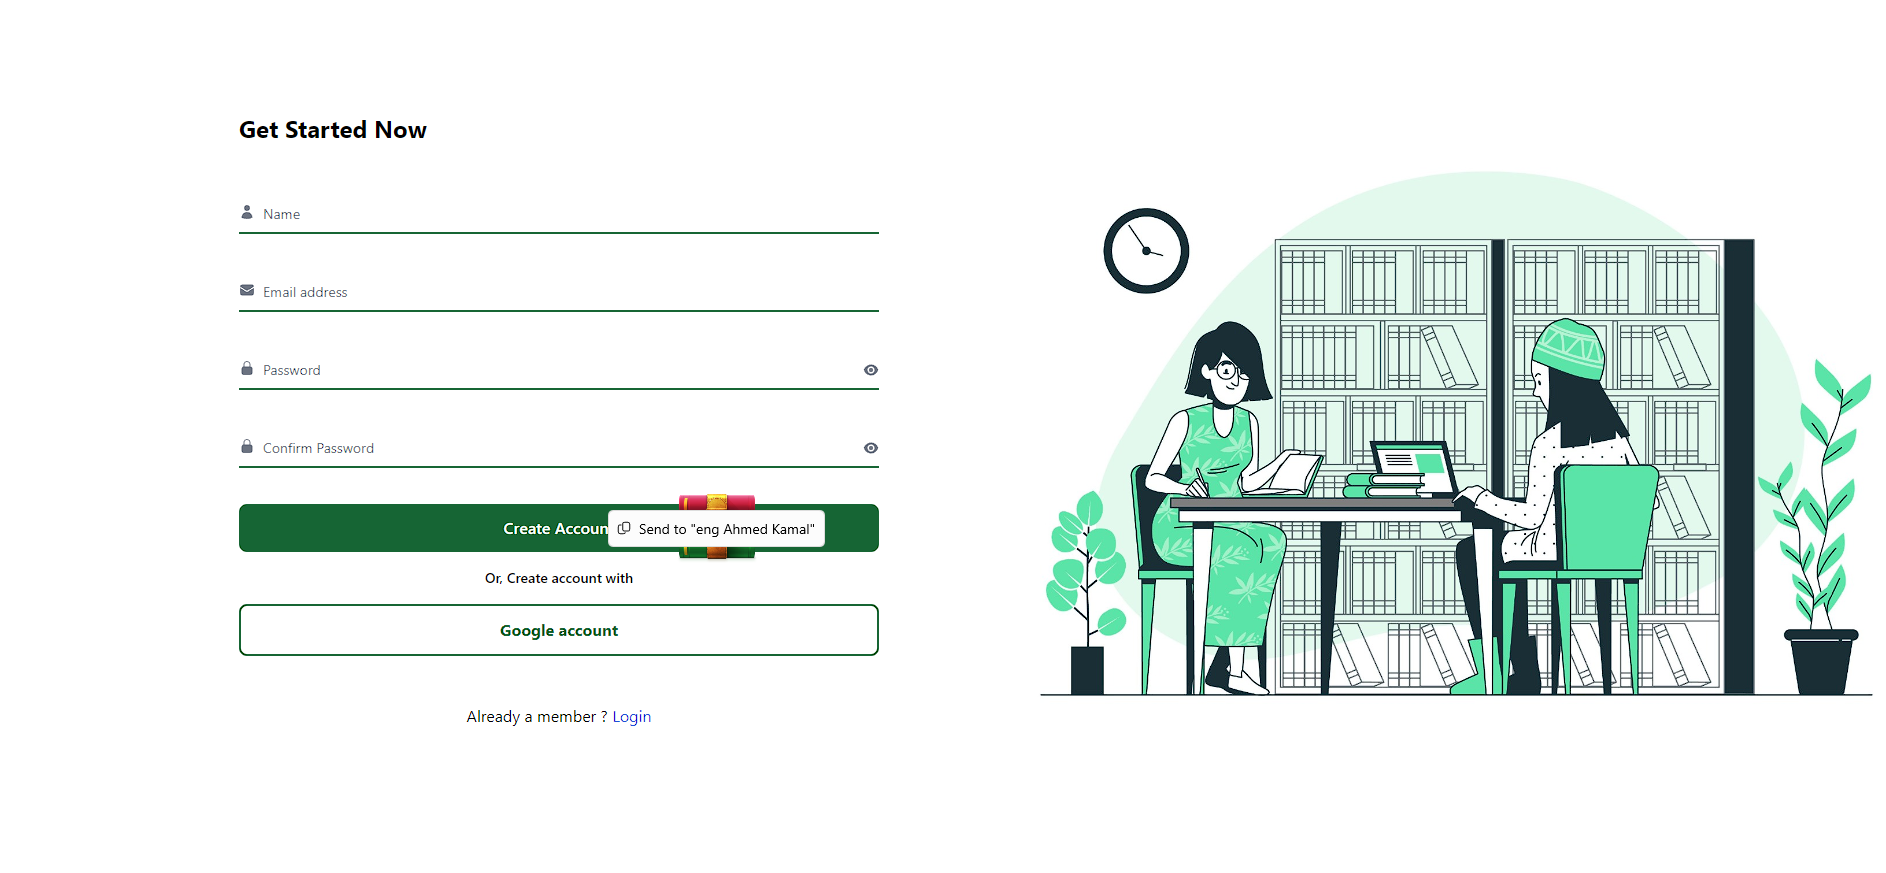 Get Started Now
Name
Email address
Password
Confirm Password
Create Accoun
Send to "eng Ahmed Kamal"
Or, Create account with
Google account
Already a member ? Login